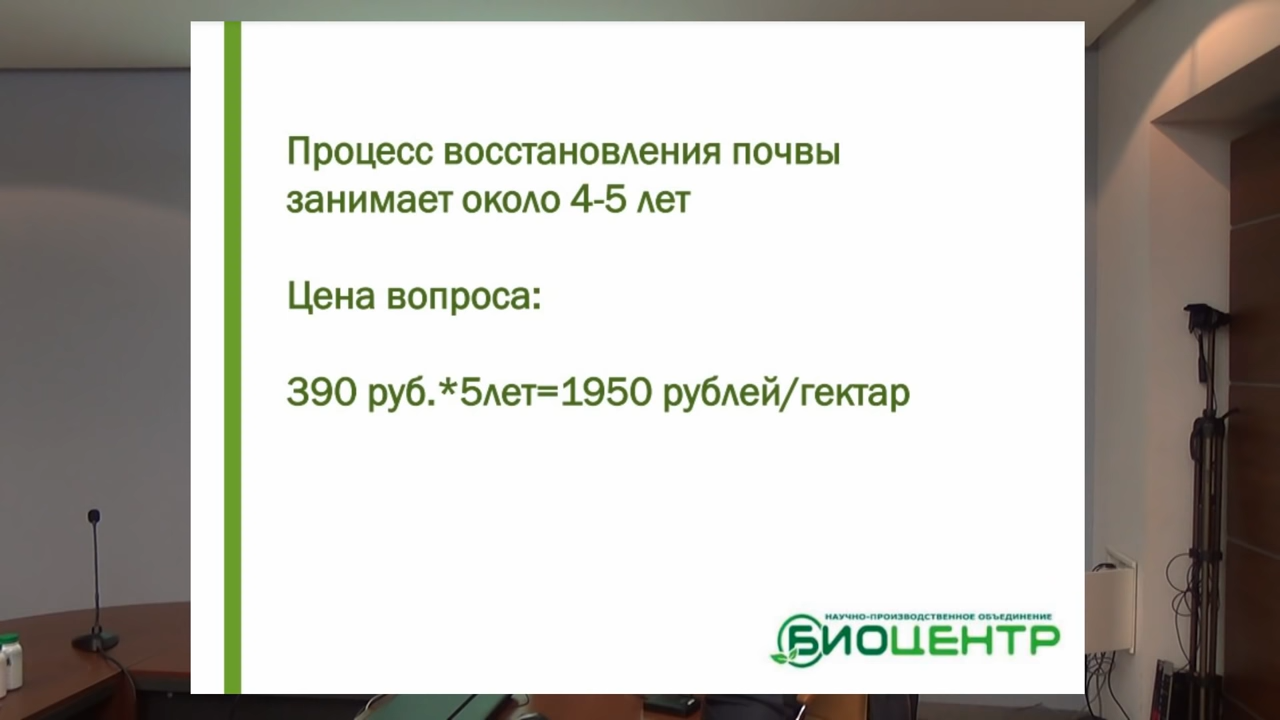 Процесс восстановления почвы
занимает около 4-5 лет
Цена вопроса:
390 руб.*5лет=1950 рублей/гектар
НАУЧНО-ПРОИЗВОДСТВЕННОЕ ОБЪЕДИНЕНИЕ
БИОЦЕНТР